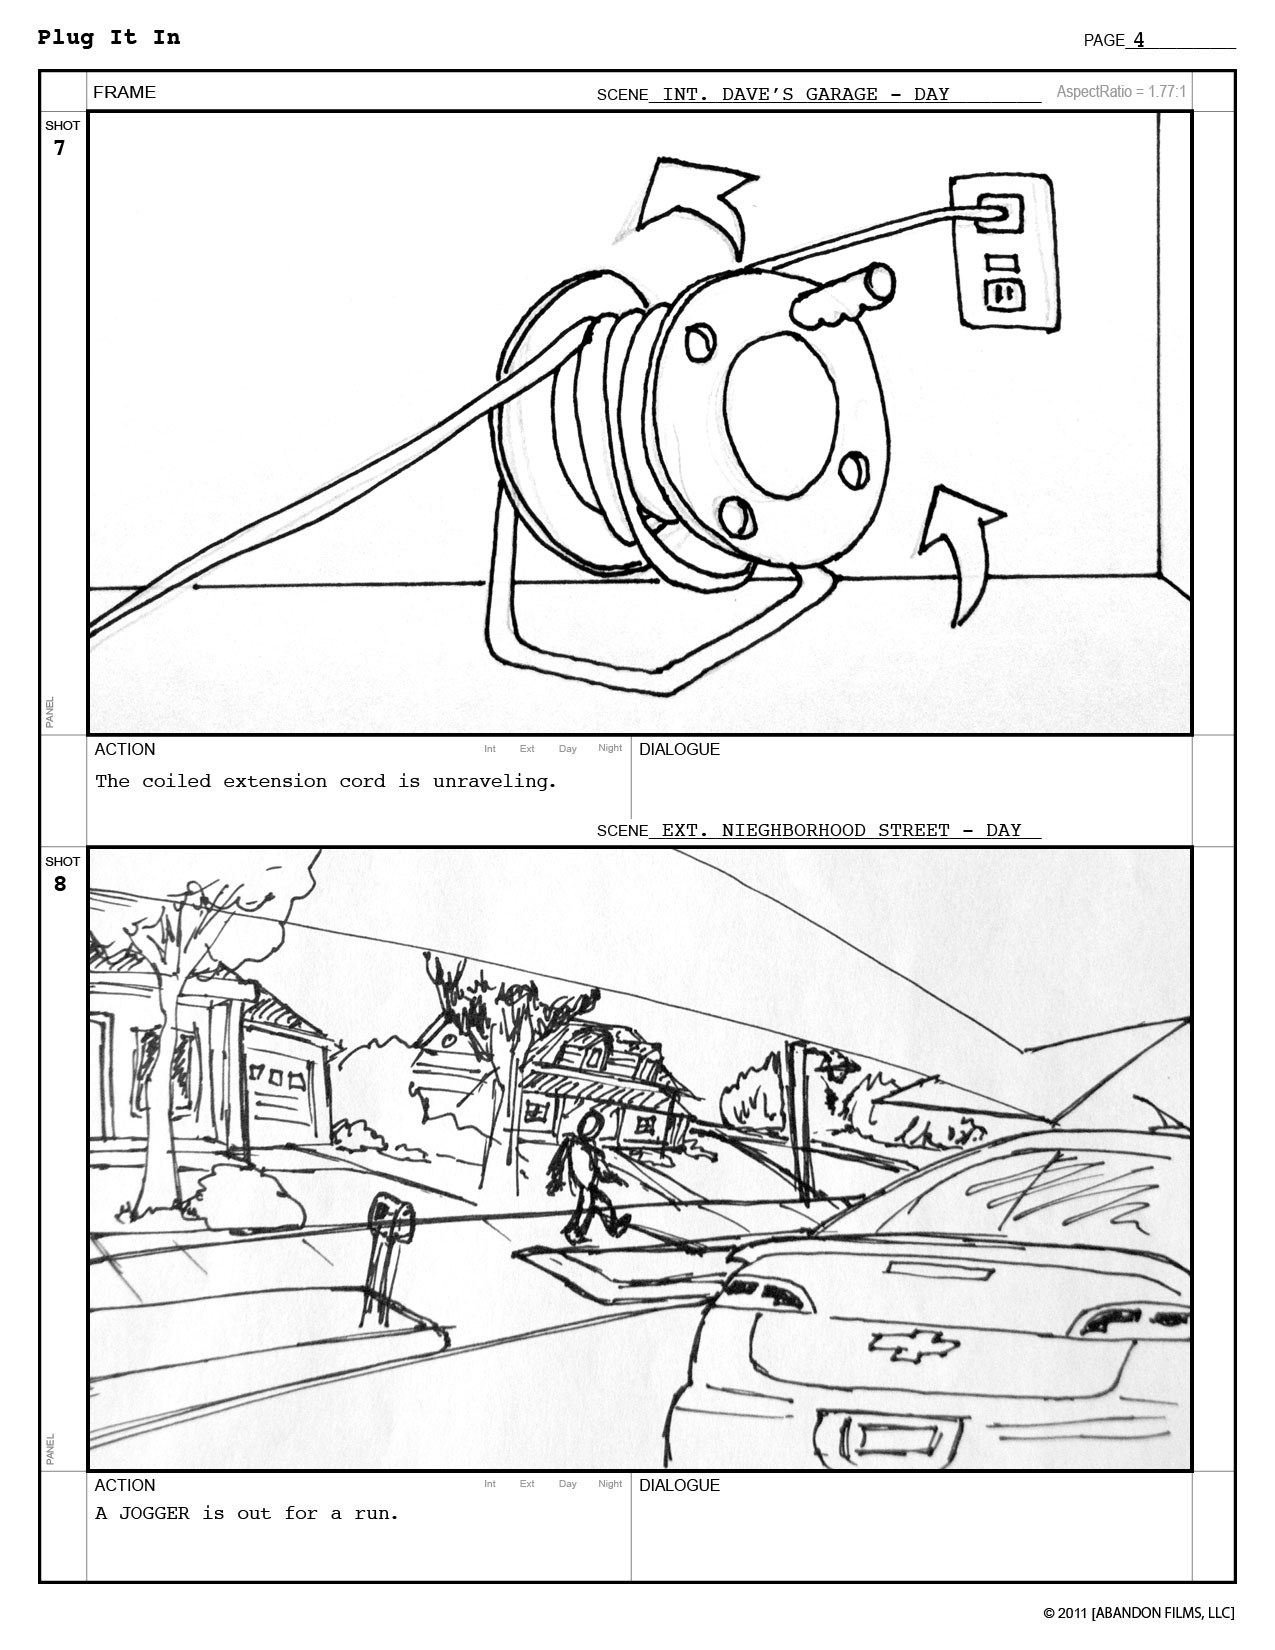 Plug It In
PAGE 4
FRAME
SCENE INT. DAVE'S GARAGE - DAY
AspectRatio = 1.77:1
SHOT
7
PANEL
ACTION
Int Ext Day Night
DIALOGUE
The coiled extension cord is unraveling.
SCENE EXT. NIEGHBORHOOD STREET - DAY
SHOT
8
PANEL
ACTION
Int Ext Day Night
DIALOGUE
A JOGGER is out for a run.
© 2011 [ABANDON FILMS, LLC]